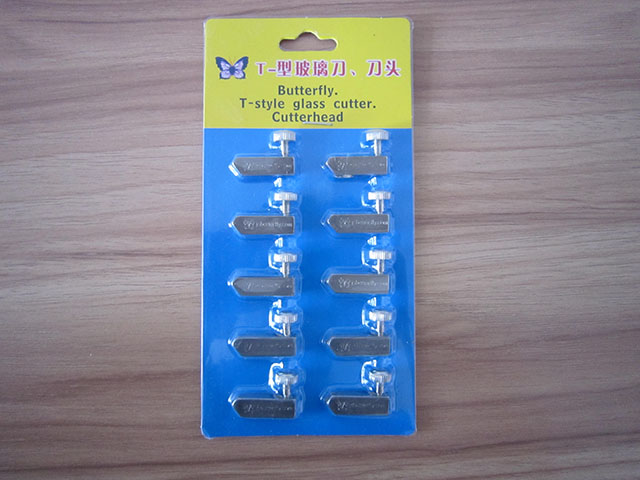 T-型玻璃刀、刀头
Butterfly.
T-style glass cutter.
Cutterhead